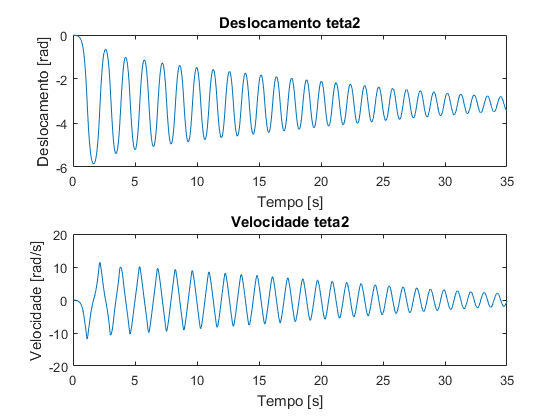 Deslocamento teta2
Deslocamento [rad]
0
-2
-4
-6
0 5 10 15 20 25 30 35
Tempo [s]
Velocidade teta2
Velocidade [rad/s]
20
10
0
-10
-20
0 5 10 15 20 25 30 35
Tempo [s]